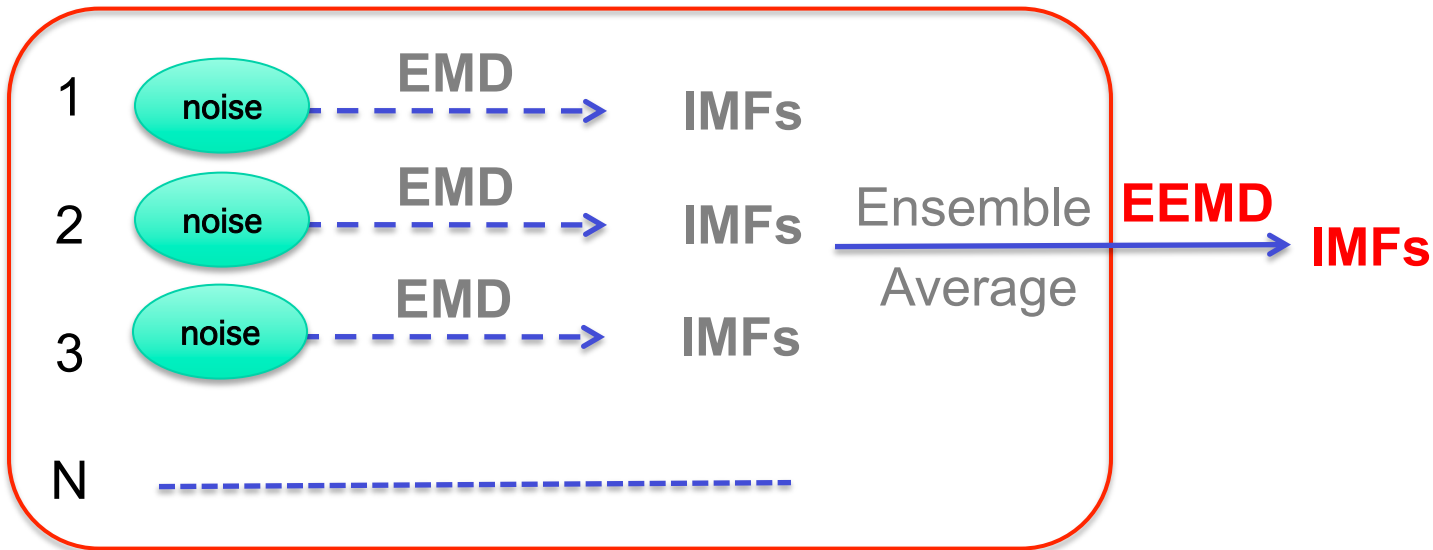 1 noise EMD IMFs
2 noise EMD IMFs
3 noise EMD IMFs
N
Ensemble
Average
EEMD
IMFs